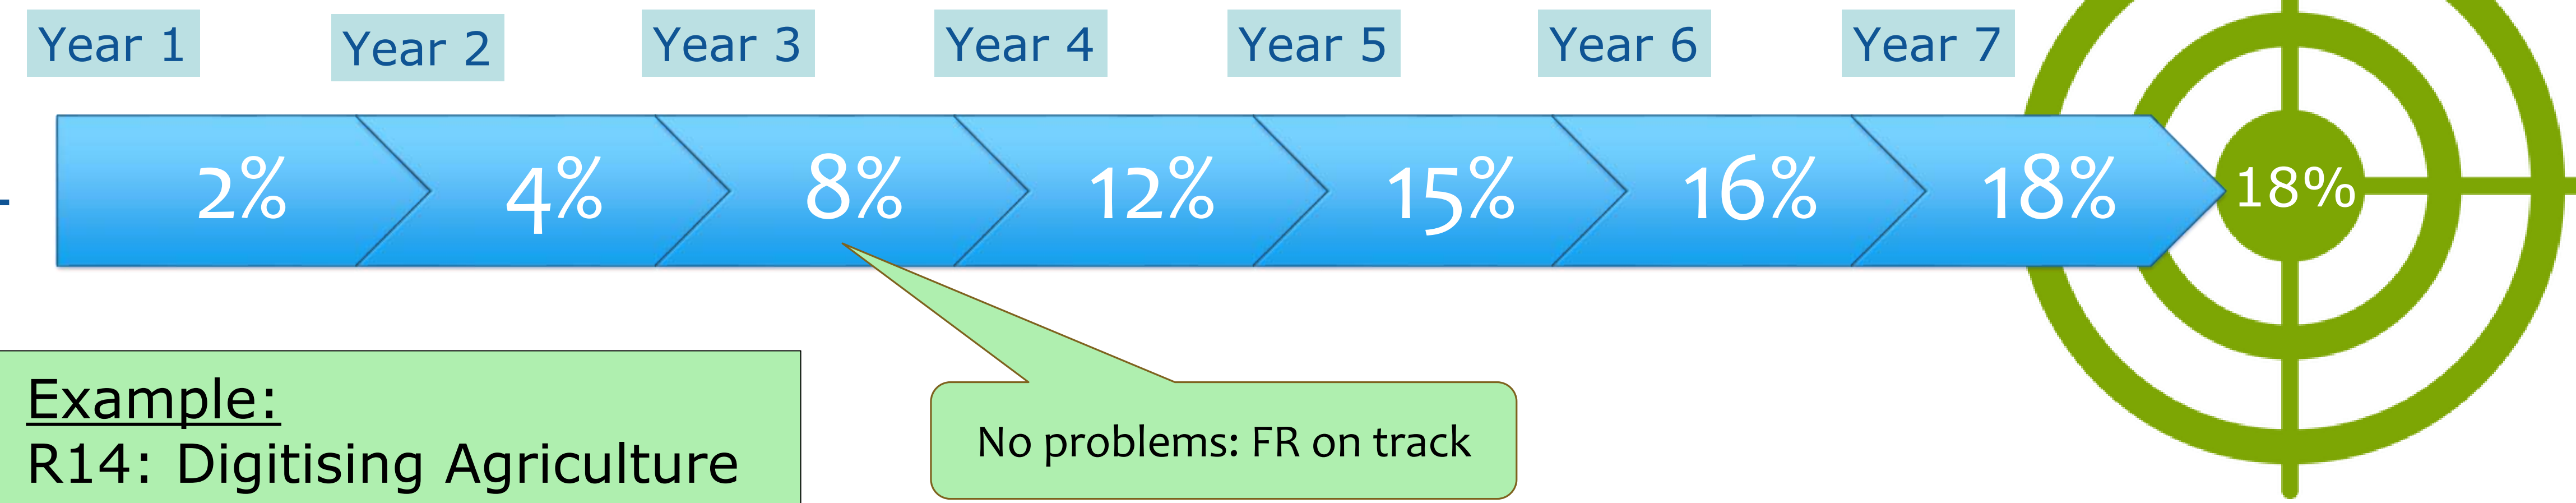 Year 1
Year 2
Year 3
Year 4
Year 5
Year 6
Year 7
2%
4%
8%
12%
15%
16%
18%
18%
No problems: FR on track
Example:
R14: Digitising Agriculture